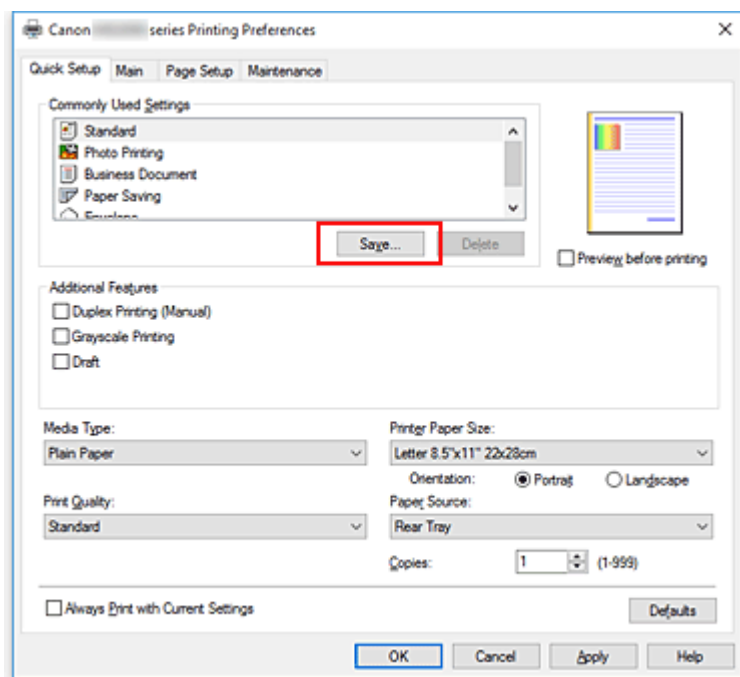 Canon series Printing Preferences
Quick Setup Main Page Setup Maintenance
Commonly Used Settings
Standard
Photo Printing
Business Document
Paper Saving
Envelope
Save... Delete
Preview before printing
Additional Features
Duplex Printing (Manual)
Grayscale Printing
Draft
Media Type: Printer Paper Size:
Plain Paper Letter 8.5"x11" 22x28cm
Orientation: Portrait Landscape
Print Quality: Paper Source:
Standard Rear Tray
Copies: 1 (1-999)
Always Print with Current Settings Defaults
OK Cancel Apply Help